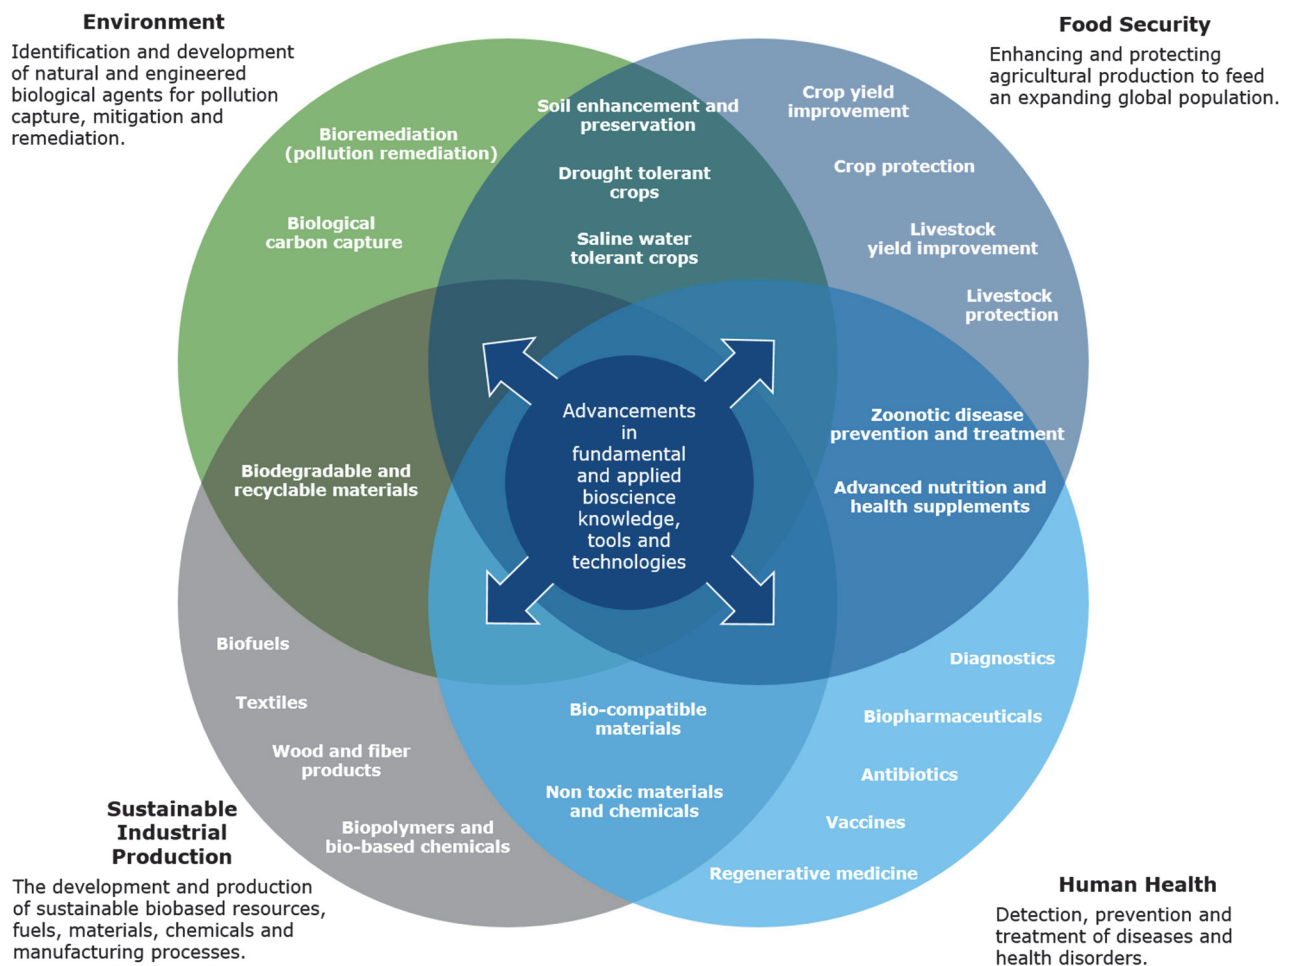 Environment
Identification and development
of natural and engineered
biological agents for pollution
capture, mitigation and
remediation.
Food Security
Enhancing and protecting
agricultural production to feed
an expanding global population.
Bioremediation
(pollution remediation)
Biological
carbon capture
Soil enhancement and
preservation
Drought tolerant
crops
Saline water
tolerant crops
Crop yield
improvement
Crop protection
Livestock
yield improvement
Livestock
protection
Biodegradable and
recyclable materials
Advancements
in
fundamental
and applied
bioscience
knowledge,
tools and
technologies
Zoonotic disease
prevention and treatment
Advanced nutrition and
health supplements
Biofuels
Textiles
Wood and fiber
products
Biopolymers and
bio-based chemicals
Bio-compatible
materials
Non toxic materials
and chemicals
Diagnostics
Biopharmaceuticals
Antibiotics
Vaccines
Regenerative medicine
Sustainable
Industrial
Production
The development and production
of sustainable biobased resources,
fuels, materials, chemicals and
manufacturing processes.
Human Health
Detection, prevention and
treatment of diseases and
health disorders.